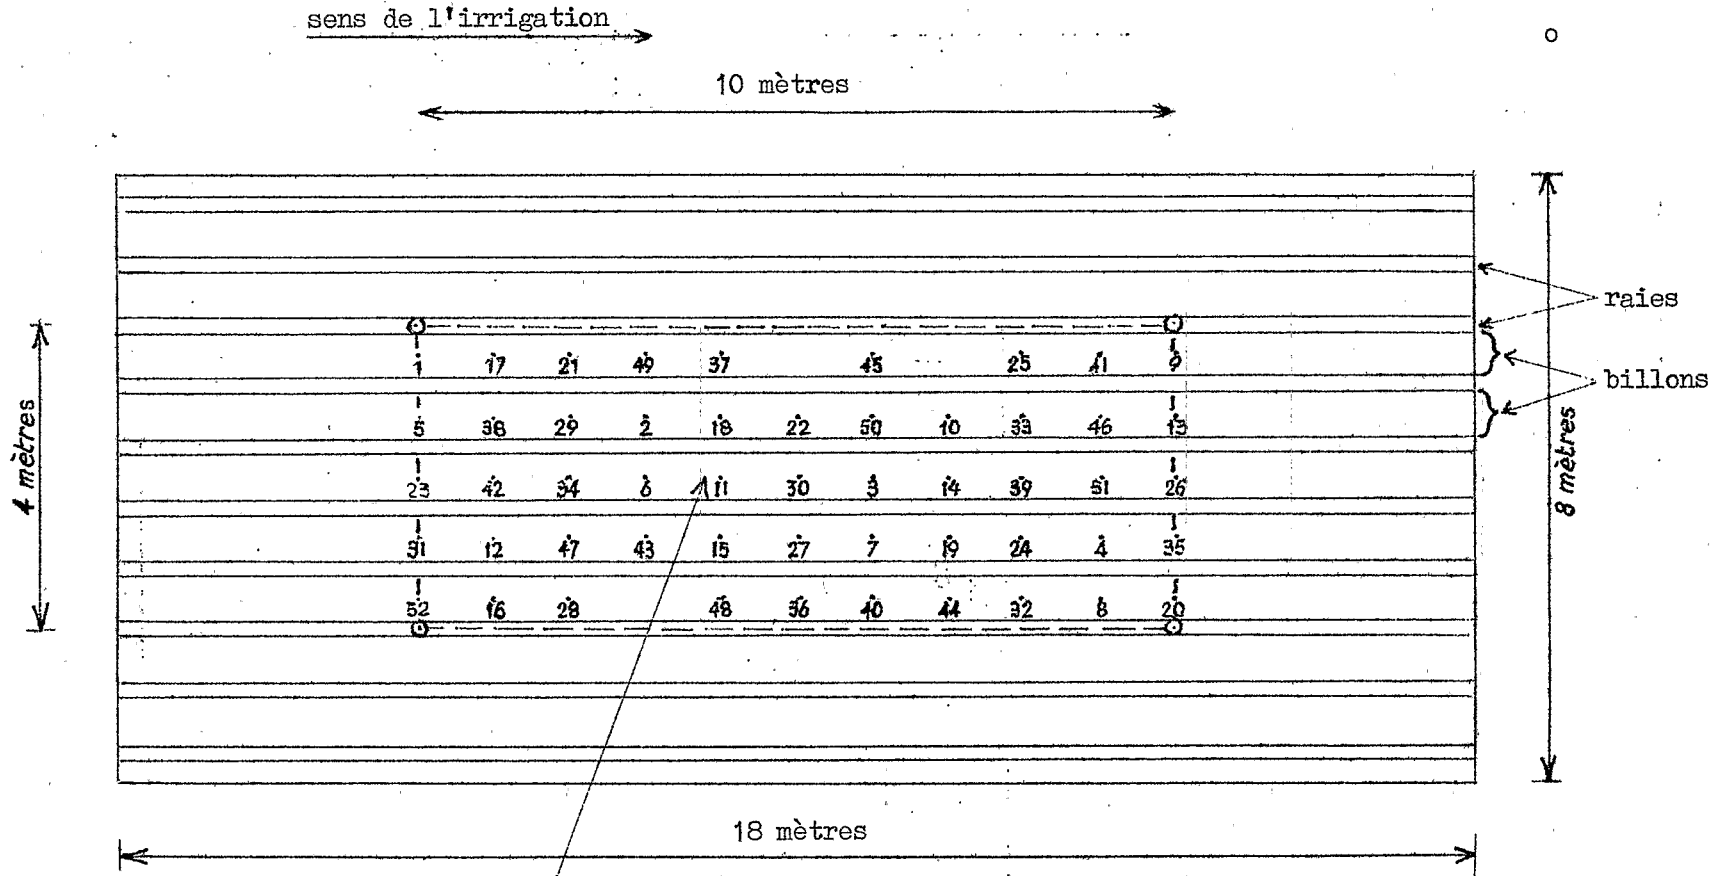 sens de l'irrigation
o
10 mètres
raies
1 17 21 49 37 45 25 41 9
billons
5 38 29 2 18 22 50 10 33 46 13
4 mètres
8 mètres
23 42 34 6 11 30 3 14 39 51 26
31 12 47 43 15 27 7 19 24 4 35
52 16 28 48 36 40 44 32 8 20
18 mètres